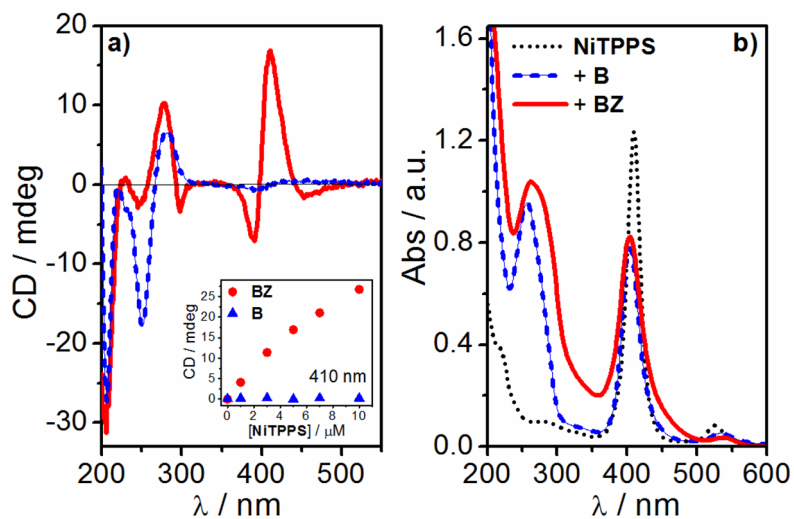 a)
20
10
0
-10
-20
-30
CD / mdeg
200 250 300 400 500
λ / nm
BZ
B
25
20
15
10
5
0
CD / mdeg
410 nm
0 2 4 6 8 10
[NiTPPS] / μM
b)
NiTPPS
+ B
+ BZ
1.6
1.2
0.8
0.4
0.0
Abs / a.u.
200 300 400 500 600
λ / nm